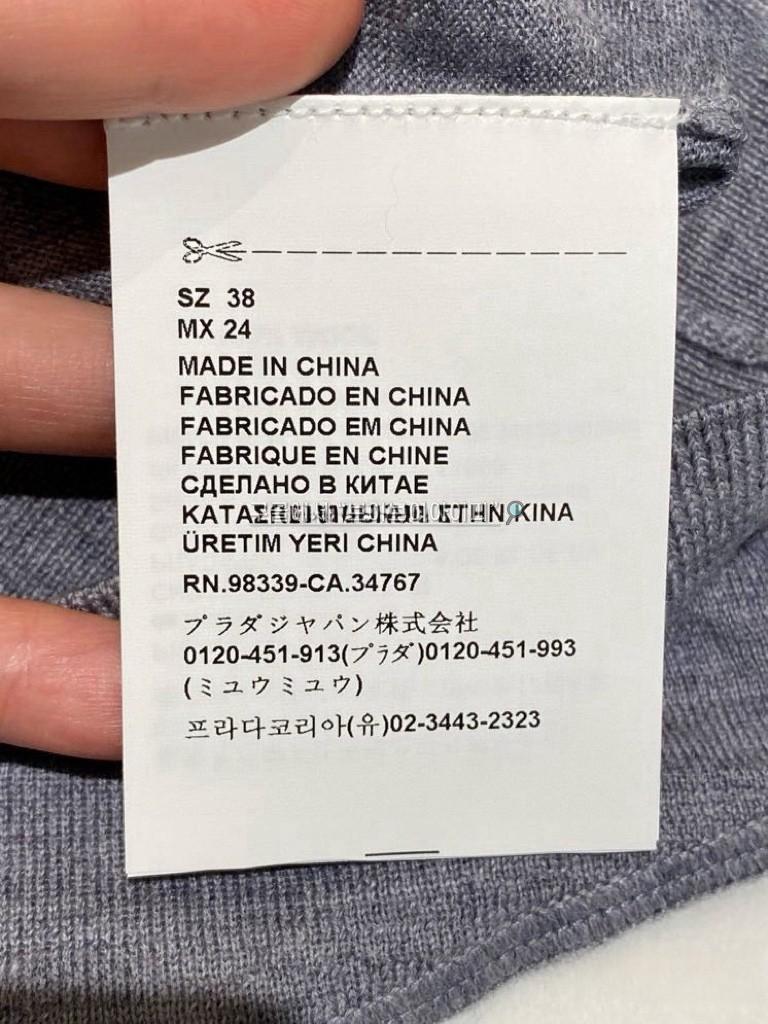 SZ 38
MX 24
MADE IN CHINA
FABRICADO EN CHINA
FABRICADO EM CHINA
FABRIQUE EN CHINE
СДЕЛАНО В КИТАЕ
KINA
ÜRETIM YERI CHINA
RN.98339-CA.34767
プラダジャパン株式会社
0120-451-913(プラダ)0120-451-993
(ミュウミュウ)
프라다코리아(유)02-3443-2323